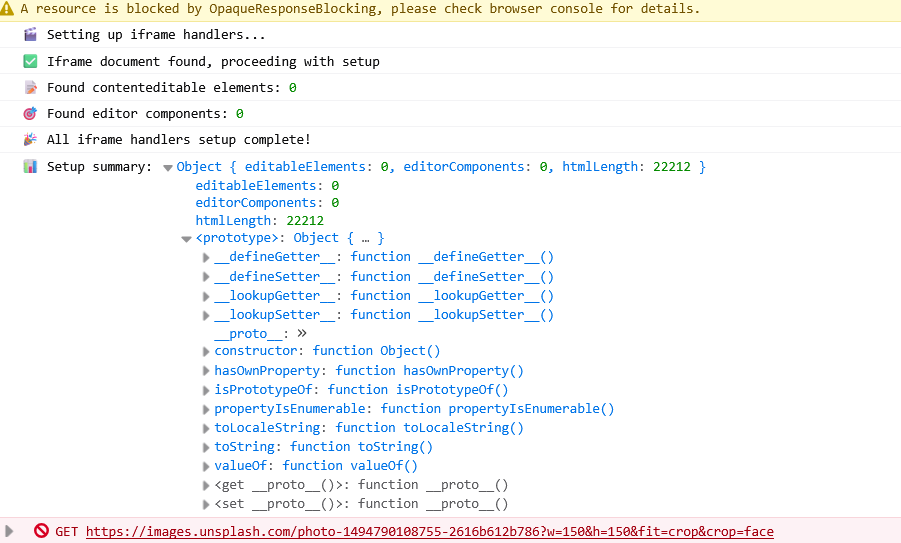 A resource is blocked by OpaqueResponseBlocking, please check browser console for details.
Setting up iframe handlers...
Iframe document found, proceeding with setup
Found contenteditable elements: 0
Found editor components: 0
All iframe handlers setup complete!
Setup summary: Object { editableElements: 0, editorComponents: 0, htmlLength: 22212 }
editableElements: 0
editorComponents: 0
htmlLength: 22212
<prototype>: Object { … }
__defineGetter__: function __defineGetter__()
__defineSetter__: function __defineSetter__()
__lookupGetter__: function __lookupGetter__()
__lookupSetter__: function __lookupSetter__()
__proto__: »
constructor: function Object()
hasOwnProperty: function hasOwnProperty()
isPrototypeOf: function isPrototypeOf()
propertyIsEnumerable: function propertyIsEnumerable()
toLocaleString: function toLocaleString()
toString: function toString()
valueOf: function valueOf()
<get __proto__()>: function __proto__()
<set __proto__()>: function __proto__()
GET https://images.unsplash.com/photo-1494790108755-2616b612b786?w=150&h=150&fit=crop&crop=face